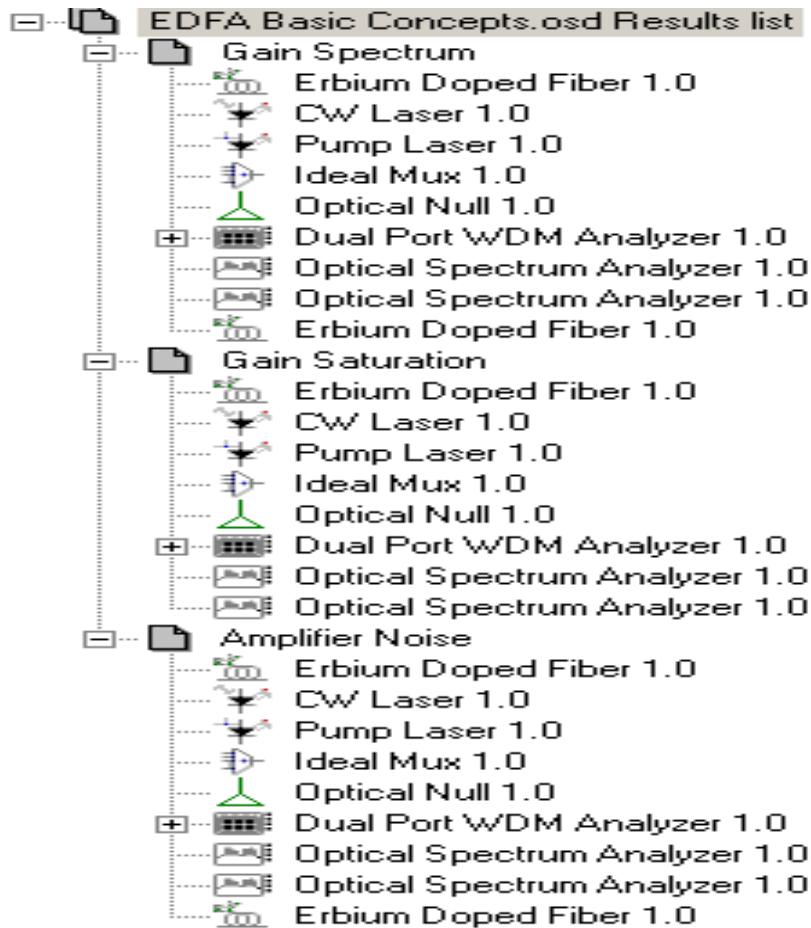 EDFA Basic Concepts.osd Results list
Gain Spectrum
Erbium Doped Fiber 1.0
CW Laser 1.0
Pump Laser 1.0
Ideal Mux 1.0
Optical Null 1.0
Dual Port WDM Analyzer 1.0
Optical Spectrum Analyzer 1.0
Optical Spectrum Analyzer 1.0
Erbium Doped Fiber 1.0
Gain Saturation
Erbium Doped Fiber 1.0
CW Laser 1.0
Pump Laser 1.0
Ideal Mux 1.0
Optical Null 1.0
Dual Port WDM Analyzer 1.0
Optical Spectrum Analyzer 1.0
Optical Spectrum Analyzer 1.0
Amplifier Noise
Erbium Doped Fiber 1.0
CW Laser 1.0
Pump Laser 1.0
Ideal Mux 1.0
Optical Null 1.0
Dual Port WDM Analyzer 1.0
Optical Spectrum Analyzer 1.0
Optical Spectrum Analyzer 1.0
Erbium Doped Fiber 1.0